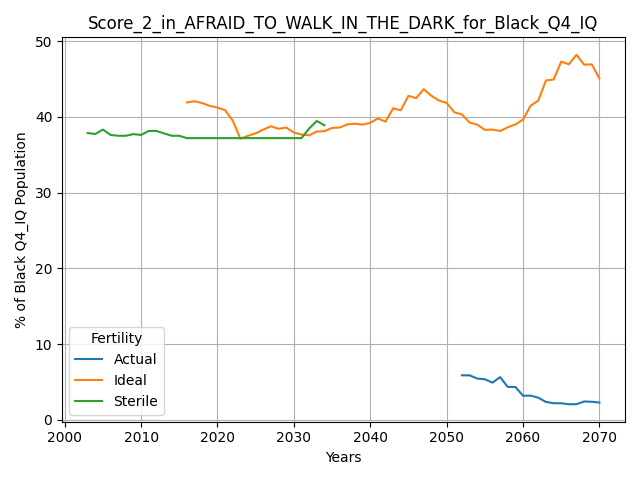 Score_2_in_AFRAID_TO_WALK_IN_THE_DARK_for_Black_Q4_IQ
50
40
30
20
10
0
% of Black Q4_IQ Population
Fertility
Actual
Ideal
Sterile
2000 2010 2020 2030 2040 2050 2060 2070
Years